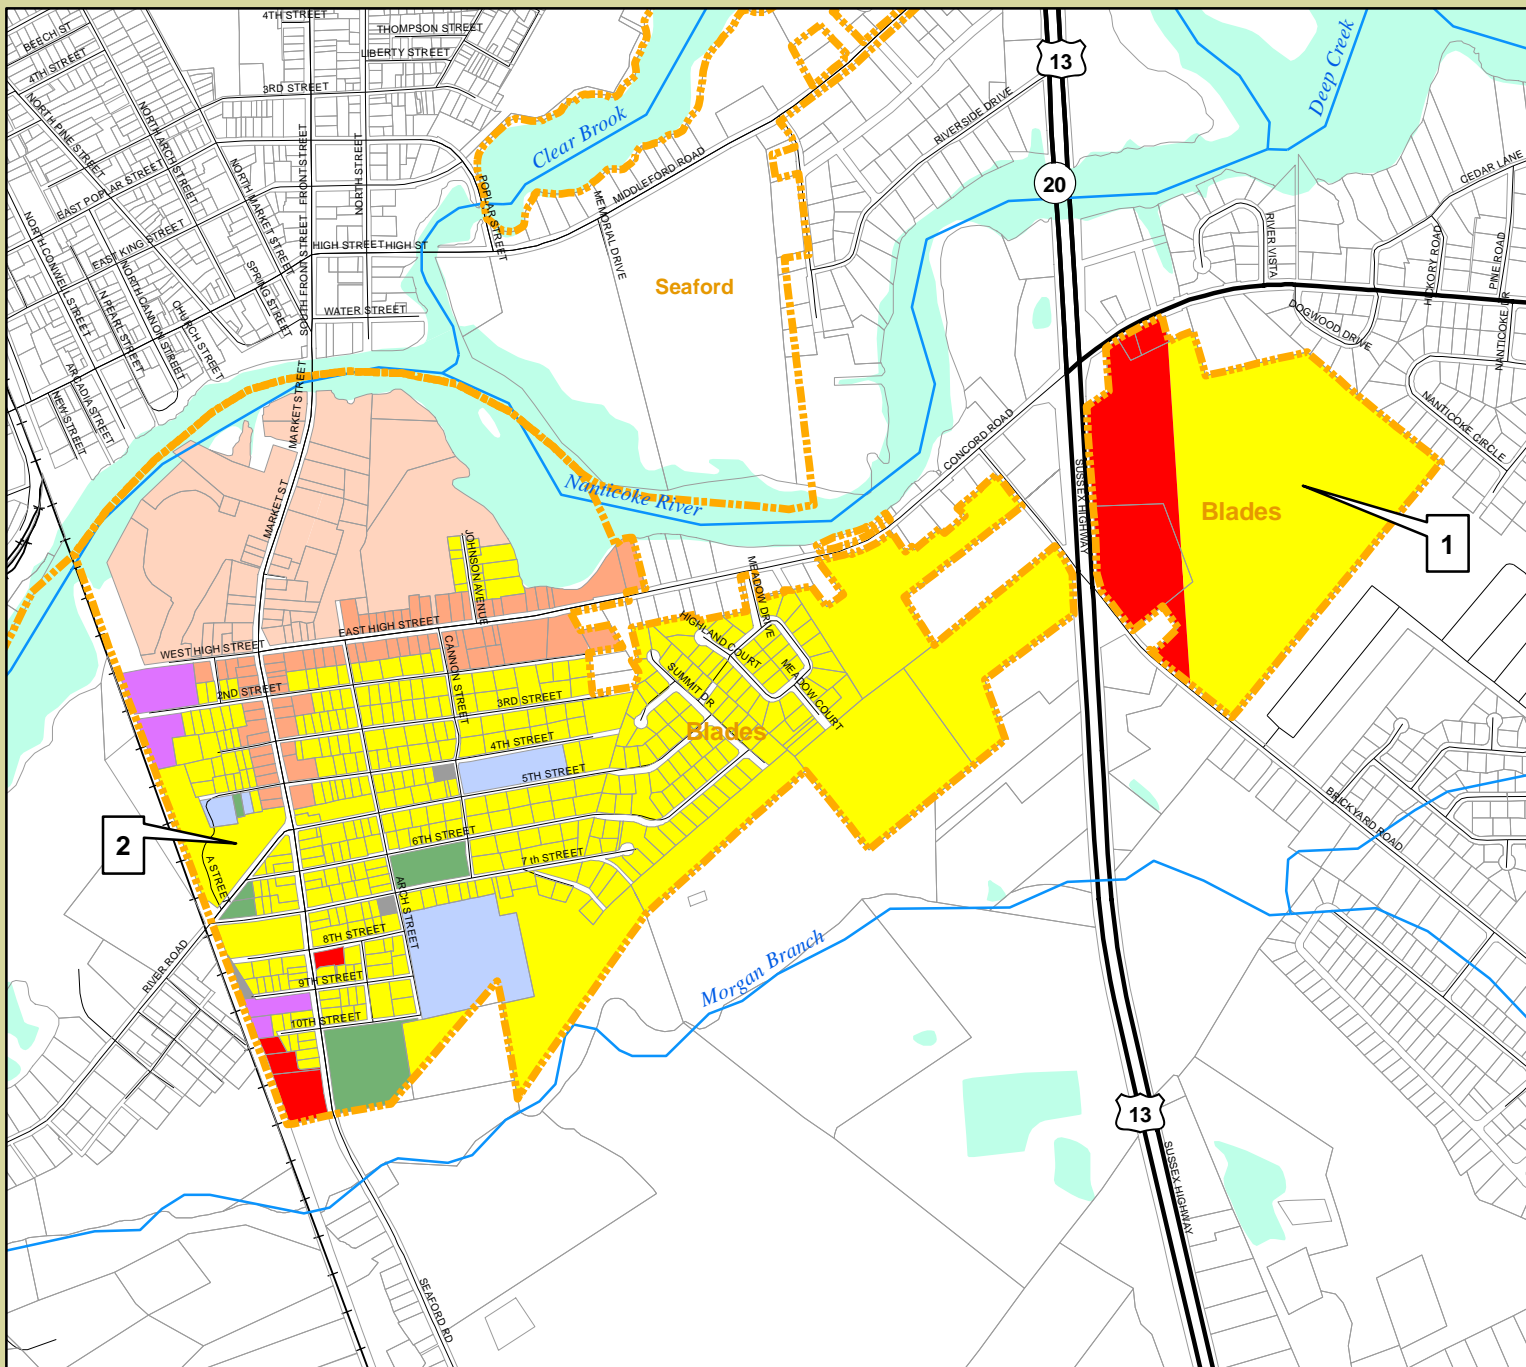 4TH STREET
BEECH ST
THOMPSON STREET
LIBERTY STREET
4TH STREET
3RD STREET
NORTH PINE STREET
NORTH ARCH STREET
FRONT STREET
NORTH STREET
EAST POPLAR STREET
NORTH MARKET STREET
POPLAR STREET
Clear Brook
MIDDLEFORD ROAD
MEMORIAL DRIVE
RIVERSIDE DRIVE
13
20
Deep Creek
CEDAR LANE
RIVER VISTA
HICKORY ROAD
PINE ROAD
NORTH CONWELL STREET
EAST KING STREET
HIGH STREET
HIGH ST
SOUTH FRONT STREET
SPRING STREET
NORTH CANNON STREET
N PEARL STREET
CHURCH STREET
WATER STREET
Seaford
DOGWOOD DRIVE
NANTICOKE DR
NANTICOKE CIRCLE
ARCADIA STREET
NEW STREET
MARKET STREET
MARKET ST
CONCORD ROAD
SUSSEX HIGHWAY
Nanticoke River
Blades
1
JOHNSON AVENUE
MEADOW DRIVE
EAST HIGH STREET
WEST HIGH STREET
CANNON STREET
HIGHLAND COURT
MEADOW COURT
SUMMIT DR
2ND STREET
3RD STREET
4TH STREET
Blades
5TH STREET
6TH STREET
7 th STREET
2
A STREET
ARCH STREET
BRICKYARD ROAD
RIVER ROAD
8TH STREET
9TH STREET
10TH STREET
Morgan Branch
13
SUSSEX HIGHWAY
SEAFORD RD